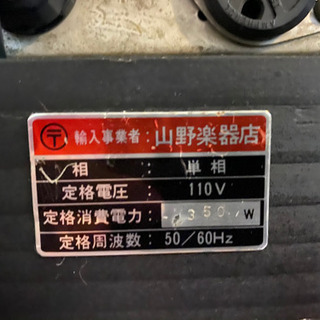 〒 輸入事業者：山野楽器店
相：単相
定格電圧：110V
定格消費電力 350 W
定格周波数：50/60Hz